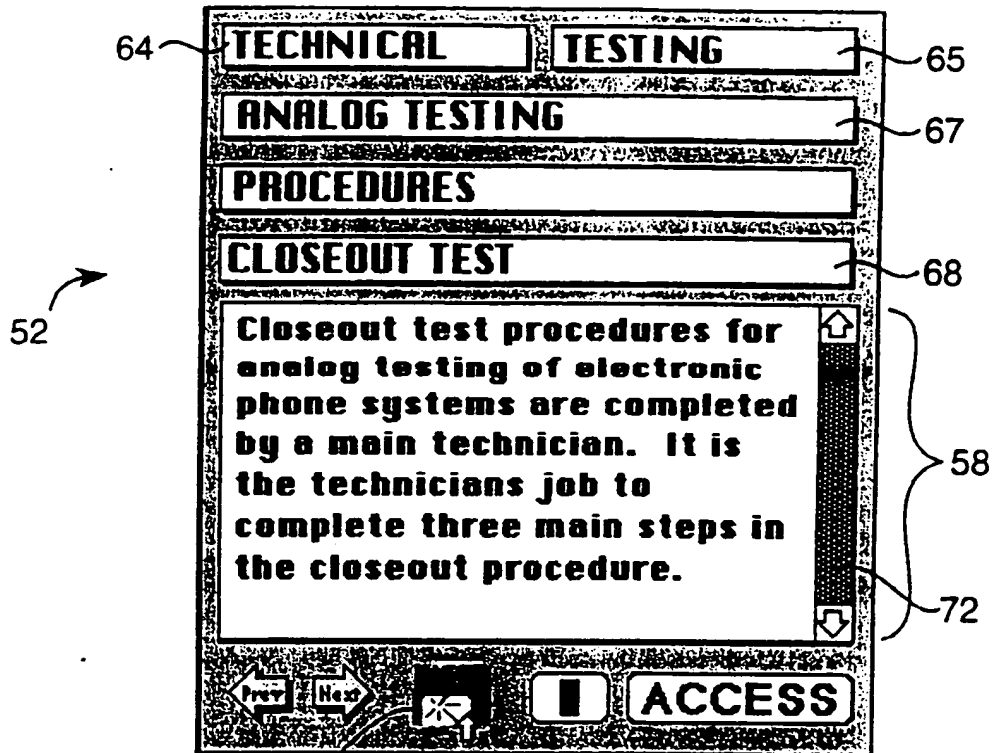 64 TECHNICAL TESTING 65
ANALOG TESTING 67
PROCEDURES
CLOSEOUT TEST 68
52
Closeout test procedures for
analog testing of electronic
phone systems are completed
by a main technician. It is
the technicians job to
complete three main steps in
the closeout procedure.
58
72
Prev Next ACCESS